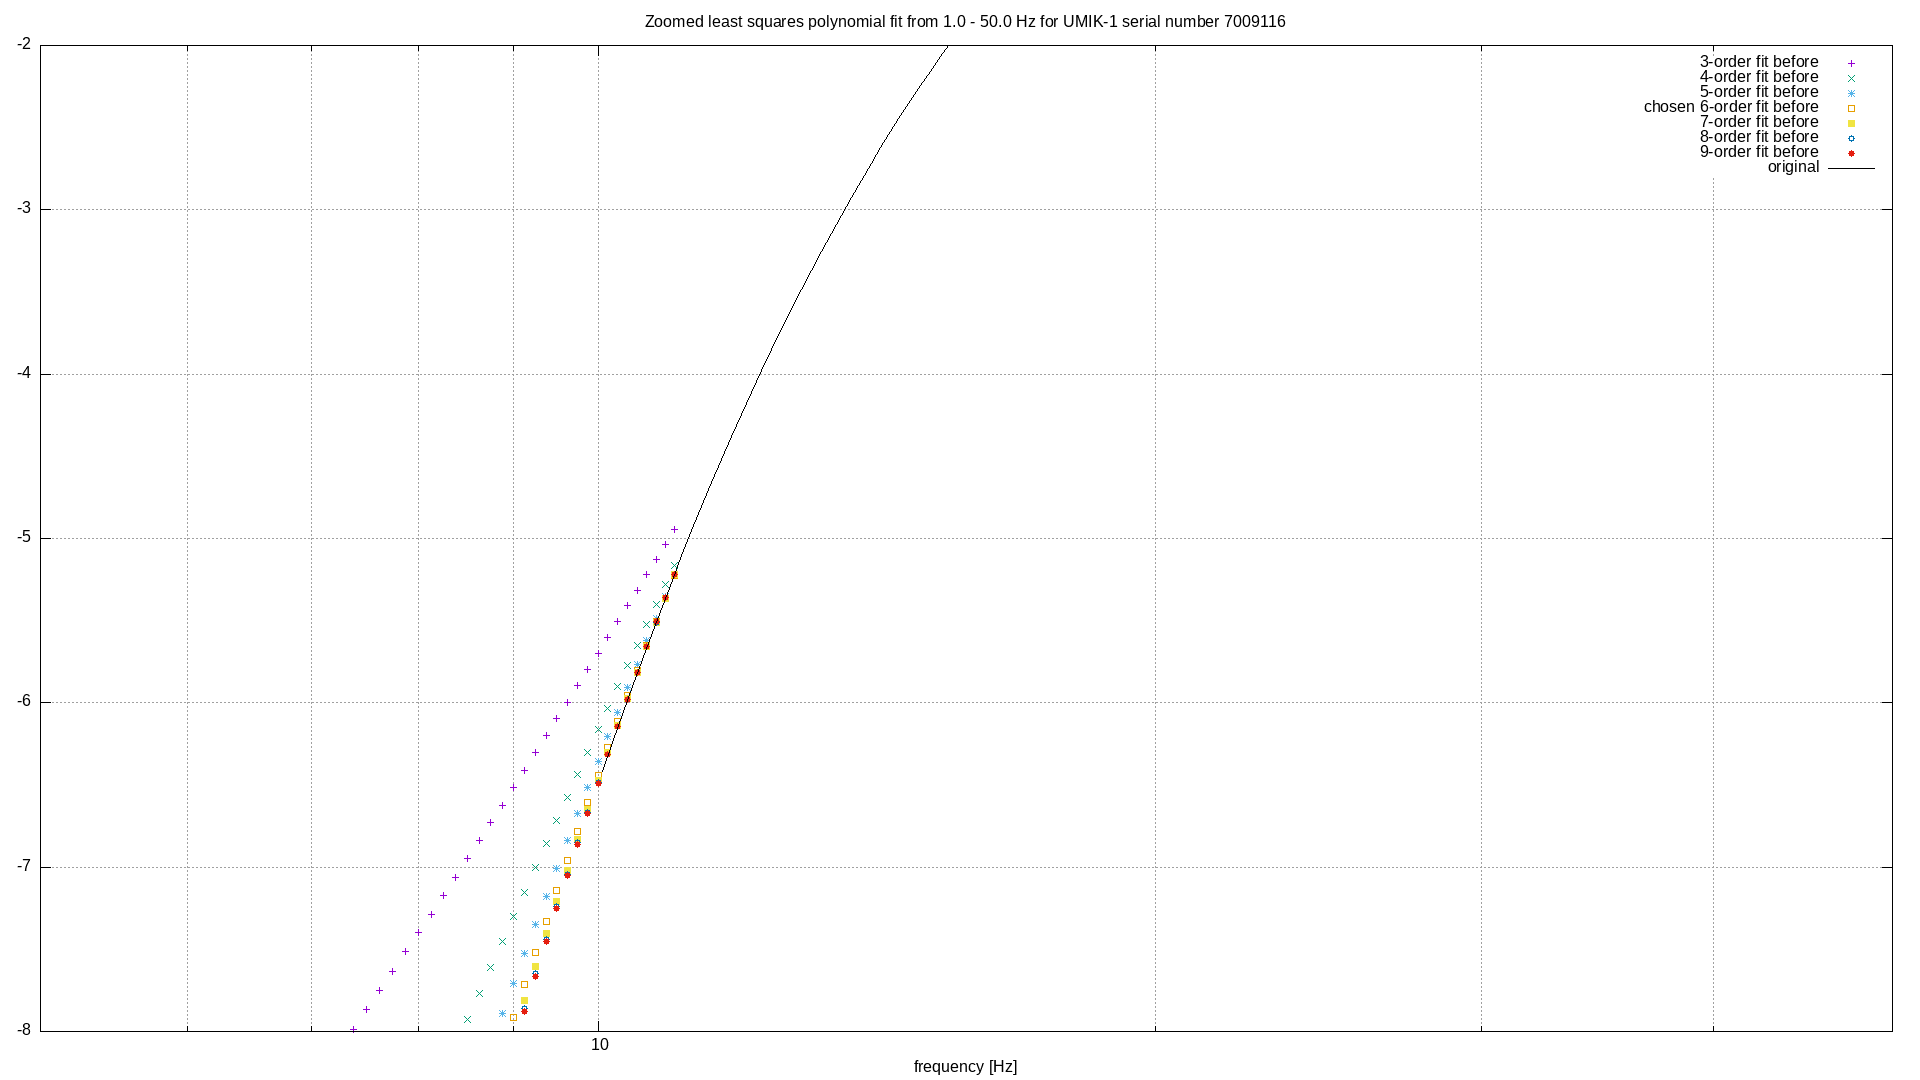 Zoomed least squares polynomial fit from 1.0 - 50.0 Hz for UMIK-1 serial number 7009116
-2
-3
-4
-5
-6
-7
-8
3-order fit before
4-order fit before
5-order fit before
chosen 6-order fit before
7-order fit before
8-order fit before
9-order fit before
original
10
frequency [Hz]